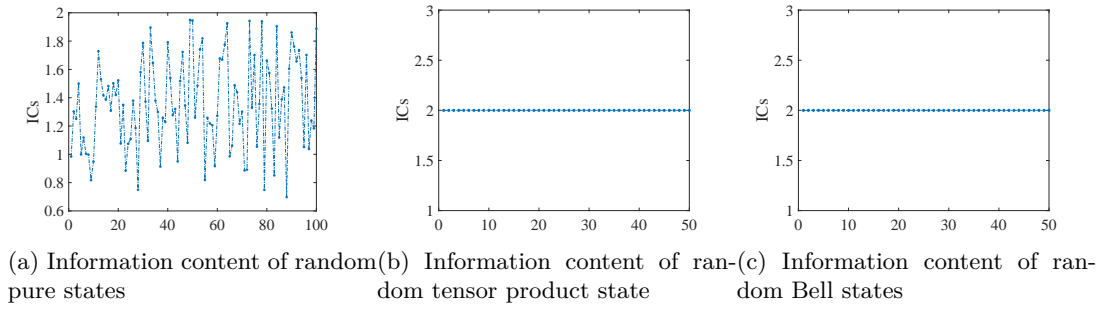 2
1.8
1.6
1.4
1.2
1
0.8
0.6
ICs
0 20 40 60 80 100
3
2.5
2
1.5
1
ICs
0 10 20 30 40 50
3
2.5
2
1.5
1
ICs
0 10 20 30 40 50
(a) Information content of random
pure states
(b) Information content of ran-
dom tensor product state
(c) Information content of ran-
dom Bell states